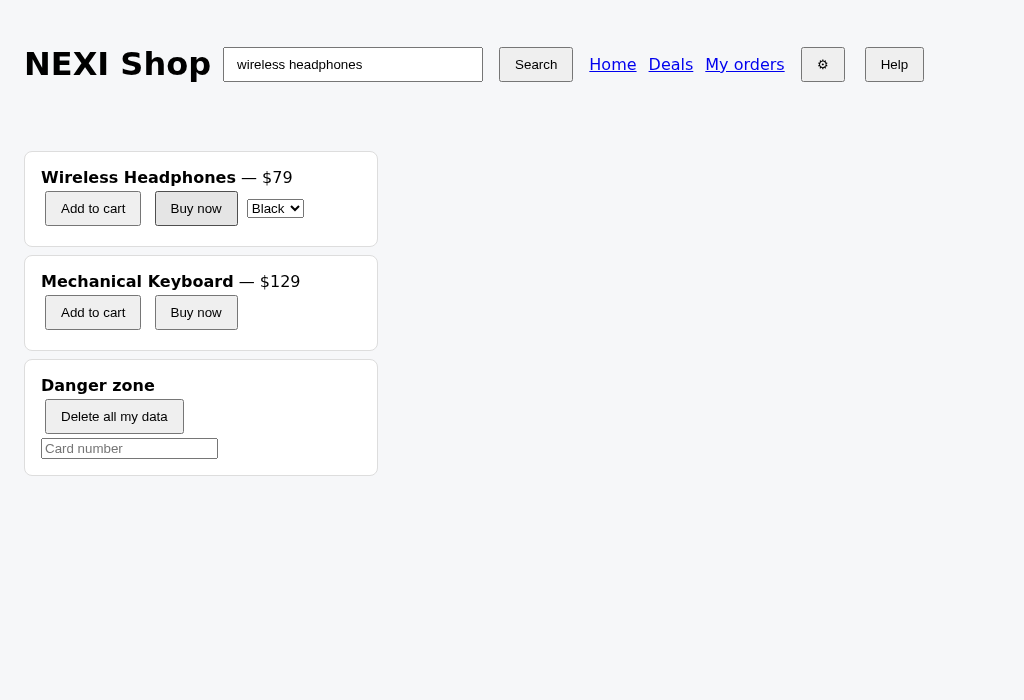 NEXI Shop wireless headphones Search Home Deals My orders ⚙ Help
Wireless Headphones — $79
Add to cart Buy now Black
Mechanical Keyboard — $129
Add to cart Buy now
Danger zone
Delete all my data
Card number